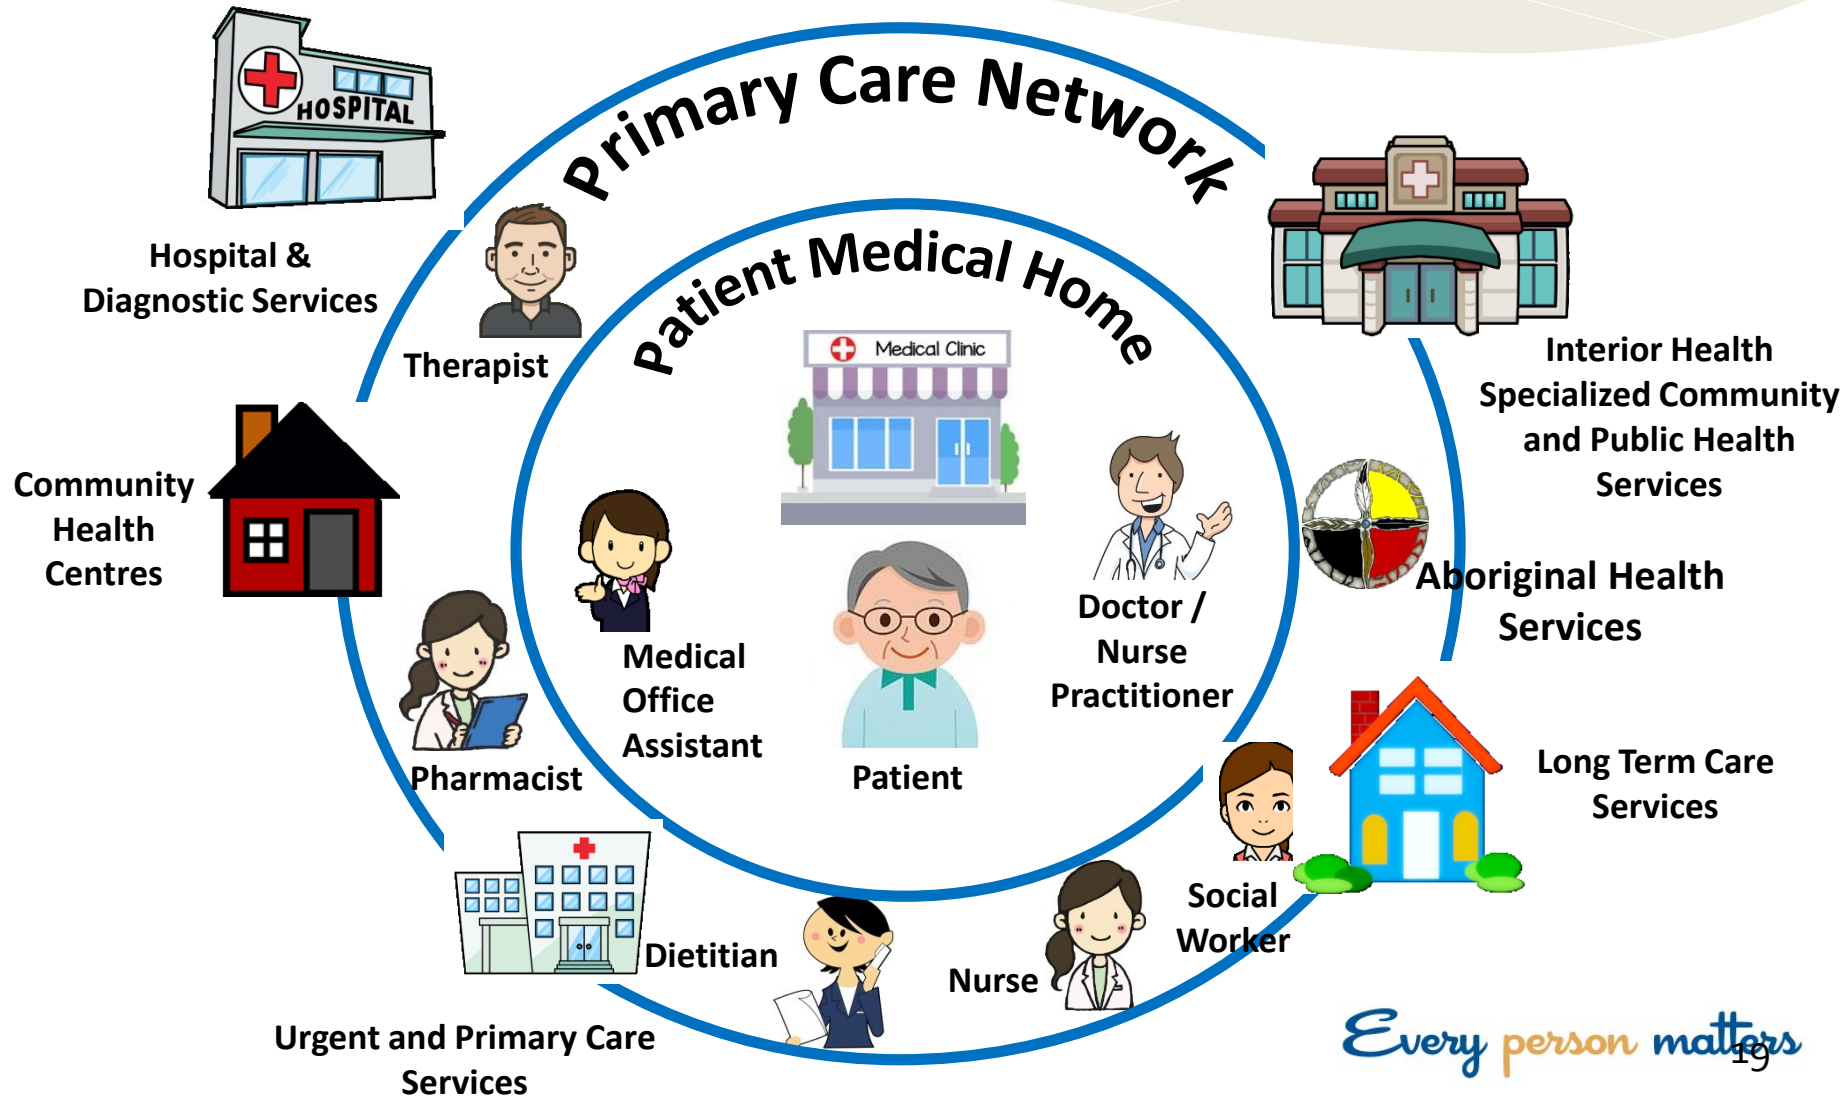 Primary Care Network
HOSPITAL
Hospital &
Diagnostic Services
Patient Medical Home
Therapist
Medical Clinic
Interior Health
Specialized Community
and Public Health
Services
Community
Health
Centres
Aboriginal Health
Services
Doctor /
Nurse
Practitioner
Medical
Office
Assistant
Pharmacist
Patient
Long Term Care
Services
Social
Worker
Dietitian
Nurse
Urgent and Primary Care
Services
Every person matters
19